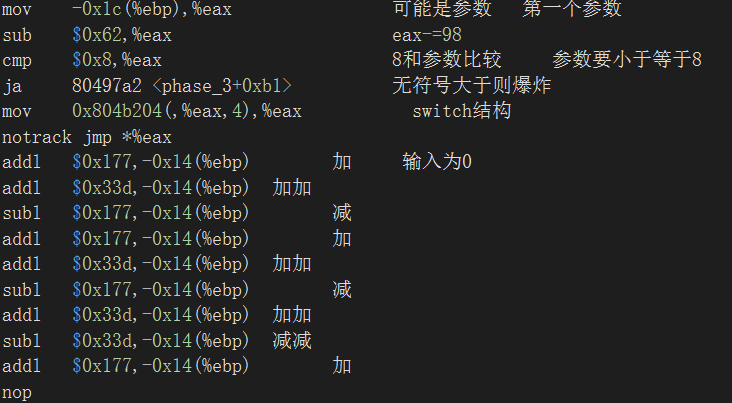 mov -0x1c(%ebp),%eax 可能是参数 第一个参数
sub $0x62,%eax eax-=98
cmp $0x8,%eax 8和参数比较 参数要小于等于8
ja 80497a2 <phase_3+0xb1> 无符号大于则爆炸
mov 0x804b204(,%eax,4),%eax switch结构
notrack jmp *%eax
addl $0x177,-0x14(%ebp) 加 输入为0
addl $0x33d,-0x14(%ebp) 加加
subl $0x177,-0x14(%ebp) 减
addl $0x177,-0x14(%ebp) 加
addl $0x33d,-0x14(%ebp) 加加
subl $0x177,-0x14(%ebp) 减
addl $0x33d,-0x14(%ebp) 加加
subl $0x33d,-0x14(%ebp) 减减
addl $0x177,-0x14(%ebp) 加
nop